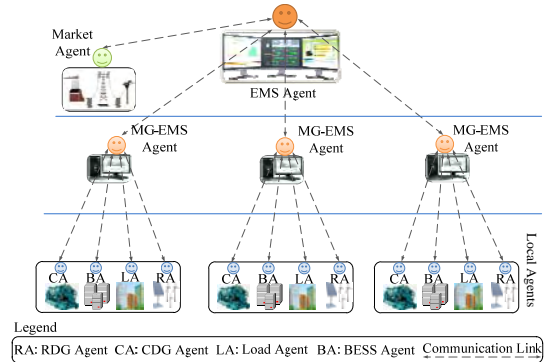 Market
Agent
EMS Agent
MG-EMS
Agent
MG-EMS
Agent
MG-EMS
Agent
CA BA LA RA
CA BA LA RA
CA BA LA RA
Local Agents
Legend
RA: RDG Agent CA: CDG Agent LA: Load Agent BA: BESS Agent Communication Link